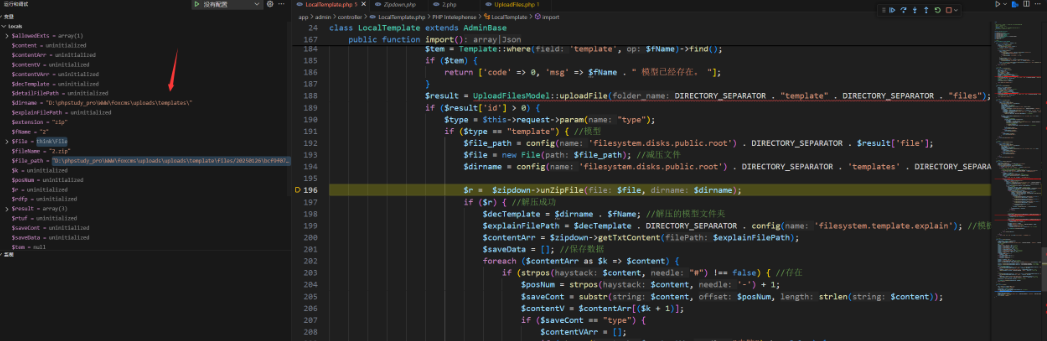 运行和调试
没有配置
LocalTemplate.php 5
Zipdown.php
2.php
UploadFiles.php 1
app > admin > controller > LocalTemplate.php > PHP Intelephense > LocalTemplate > import
变量
Locals
$allowedExts = array(1)
$content = uninitialized
$contentArr = uninitialized
$contentV = uninitialized
$contentVArr = uninitialized
$decTemplate = uninitialized
$detailFilePath = uninitialized
$dirname = "D:\phpstudy_pro\WWW\foxcms\uploads\templates\"
$explainFilePath = uninitialized
$extension = "zip"
$fName = "2"
$file = think\File
$fileName = "2.zip"
$k = uninitialized
$posNum = uninitialized
$r = uninitialized
$rdfp = uninitialized
$result = array(3)
$rtuf = uninitialized
$saveCont = uninitialized
$saveData = uninitialized
$tem = null
监视
24 class LocalTemplate extends AdminBase
167 public function import(): array|Json
184 $tem = Template::where(field: 'template', op: $fName)->find();
185 if ($tem) {
186 return ['code' => 0, 'msg' => $fName . " 模型已经存在。 "];
187 }
188 $result = UploadFilesModel::uploadFile(folder_name: DIRECTORY_SEPARATOR . "template" . DIRECTORY_SEPARATOR . "files");
189 if ($result['id'] > 0) {
190 $type = $this->request->param(name: "type");
191 if ($type == "template") { //模型
192 $file_path = config(name: 'filesystem.disks.public.root') . DIRECTORY_SEPARATOR . $result['file'];
193 $file = new File(path: $file_path); //减压文件
194 $dirname = config(name: 'filesystem.disks.public.root') . DIRECTORY_SEPARATOR . 'templates' . DIRECTORY_SEPARATOR
195
196 $r = $zipdown->unZipFile(file: $file, dirname: $dirname);
197 if ($r) { //解压成功
198 $decTemplate = $dirname . $fName; //解压的模型文件夹
199 $explainFilePath = $decTemplate . DIRECTORY_SEPARATOR . config(name: 'filesystem.template.explain');
200 $contentArr = $zipdown->getTxtContent(filePath: $explainFilePath);
201 $saveData = []; //保存数据
202 foreach ($contentArr as $k => $content) {
203 if (strpos(haystack: $content, needle: "#") !== false) { //存在
204 $posNum = strpos(haystack: $content, needle: '-') + 1;
205 $saveCont = substr(string: $content, offset: $posNum, length: strlen(string: $content));
206 $contentV = $contentArr[($k + 1)];
207 if ($saveCont == "type") {
208 $contentVArr = [];